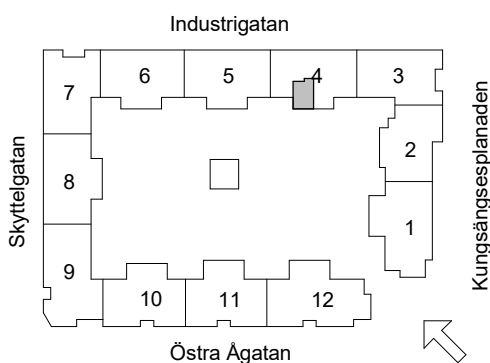 Industrigatan
6 5 4 3
7
2
8
1
9
10 11 12
Skyttelgatan
Kungsängsesplanaden
Östra Ågatan